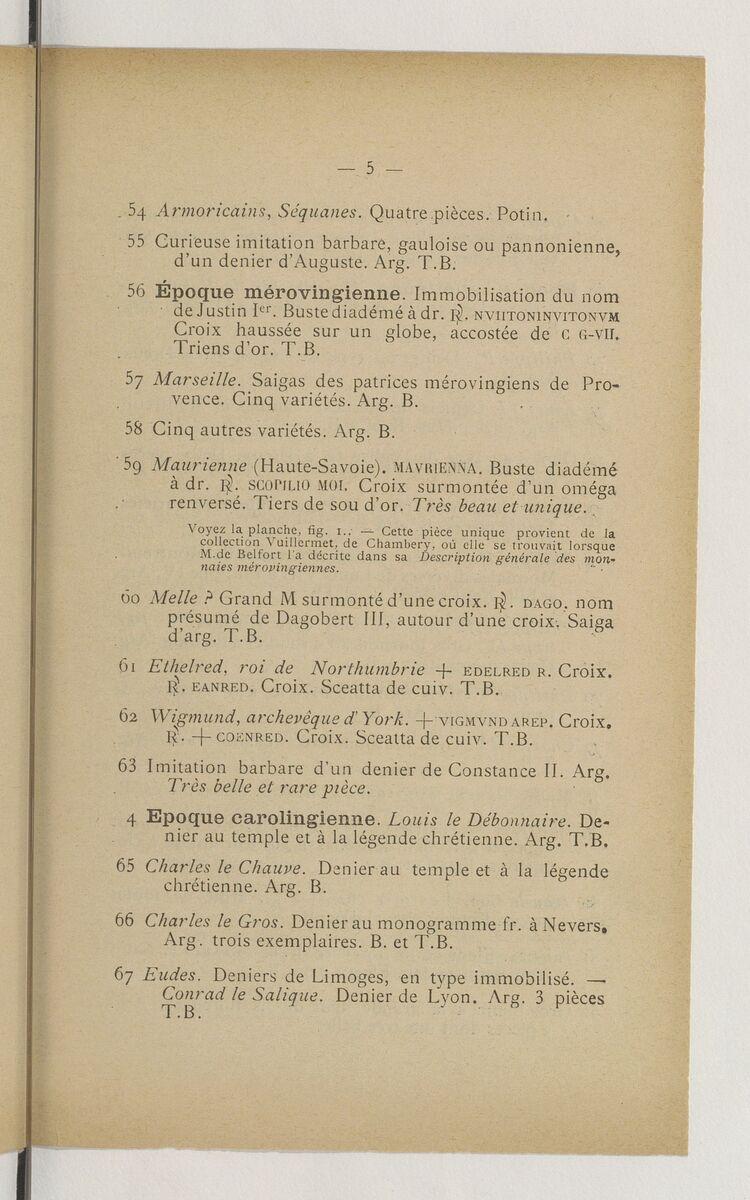 — 5 —
54 Armoricains, Séquanes. Quatre pièces. Potin.
55 Curieuse imitation barbare, gauloise ou pannonienne,
d'un denier d'Auguste. Arg. T.B.
56 Époque mérovingienne. Immobilisation du nom
de Justin Ier. Buste diadémé à dr. ℟. NVIITONINVITONVM
Croix haussée sur un globe, accostée de C G-VII.
Triens d'or. T.B.
57 Marseille. Saigas des patrices mérovingiens de Pro-
vence. Cinq variétés. Arg. B.
58 Cinq autres variétés. Arg. B.
59 Maurienne (Haute-Savoie). MAVRIENNA. Buste diadémé
à dr. ℟. SCOPILIO MOI. Croix surmontée d'un oméga
renversé. Tiers de sou d'or. Très beau et unique.
Voyez la planche, fig. 1. — Cette pièce unique provient de la
collection Vuillermet, de Chambery, où elle se trouvait lorsque
M. de Belfort l'a décrite dans sa Description générale des mon-
naies mérovingiennes.
60 Melle ? Grand M surmonté d'une croix. ℟. DAGO, nom
présumé de Dagobert III, autour d'une croix. Saiga
d'arg. T.B.
61 Ethelred, roi de Northumbrie + EDELRED R. Croix.
℟. EANRED. Croix. Sceatta de cuiv. T.B.
62 Wigmund, archevêque d'York. + VIGMVND AREP. Croix.
℟. + COENRED. Croix. Sceatta de cuiv. T.B.
63 Imitation barbare d'un denier de Constance II. Arg.
Très belle et rare pièce.
4 Epoque carolingienne. Louis le Débonnaire. De-
nier au temple et à la légende chrétienne. Arg. T.B.
65 Charles le Chauve. Denier au temple et à la légende
chrétienne. Arg. B.
66 Charles le Gros. Denier au monogramme fr. à Nevers.
Arg. trois exemplaires. B. et T.B.
67 Eudes. Deniers de Limoges, en type immobilisé. —
Conrad le Salique. Denier de Lyon. Arg. 3 pièces
T.B.